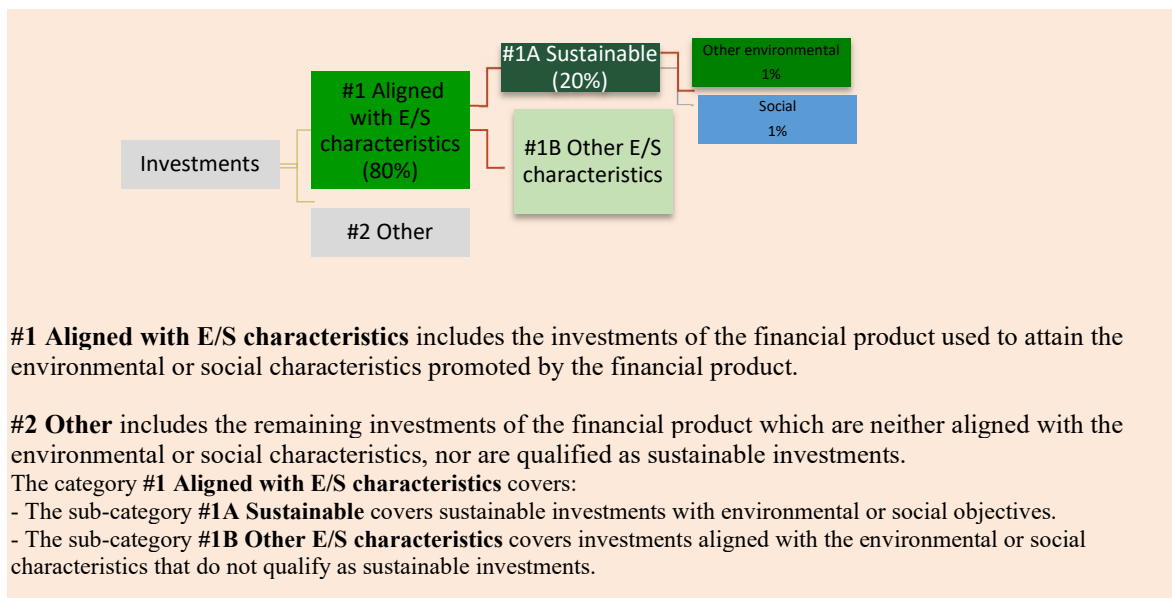 #1A Sustainable
(20%)
Other environmental
1%
Social
1%
#1 Aligned
with E/S
characteristics
(80%)
#1B Other E/S
characteristics
Investments
#2 Other
#1 Aligned with E/S characteristics includes the investments of the financial product used to attain the
environmental or social characteristics promoted by the financial product.
#2 Other includes the remaining investments of the financial product which are neither aligned with the
environmental or social characteristics, nor are qualified as sustainable investments.
The category #1 Aligned with E/S characteristics covers:
- The sub-category #1A Sustainable covers sustainable investments with environmental or social objectives.
- The sub-category #1B Other E/S characteristics covers investments aligned with the environmental or social
characteristics that do not qualify as sustainable investments.